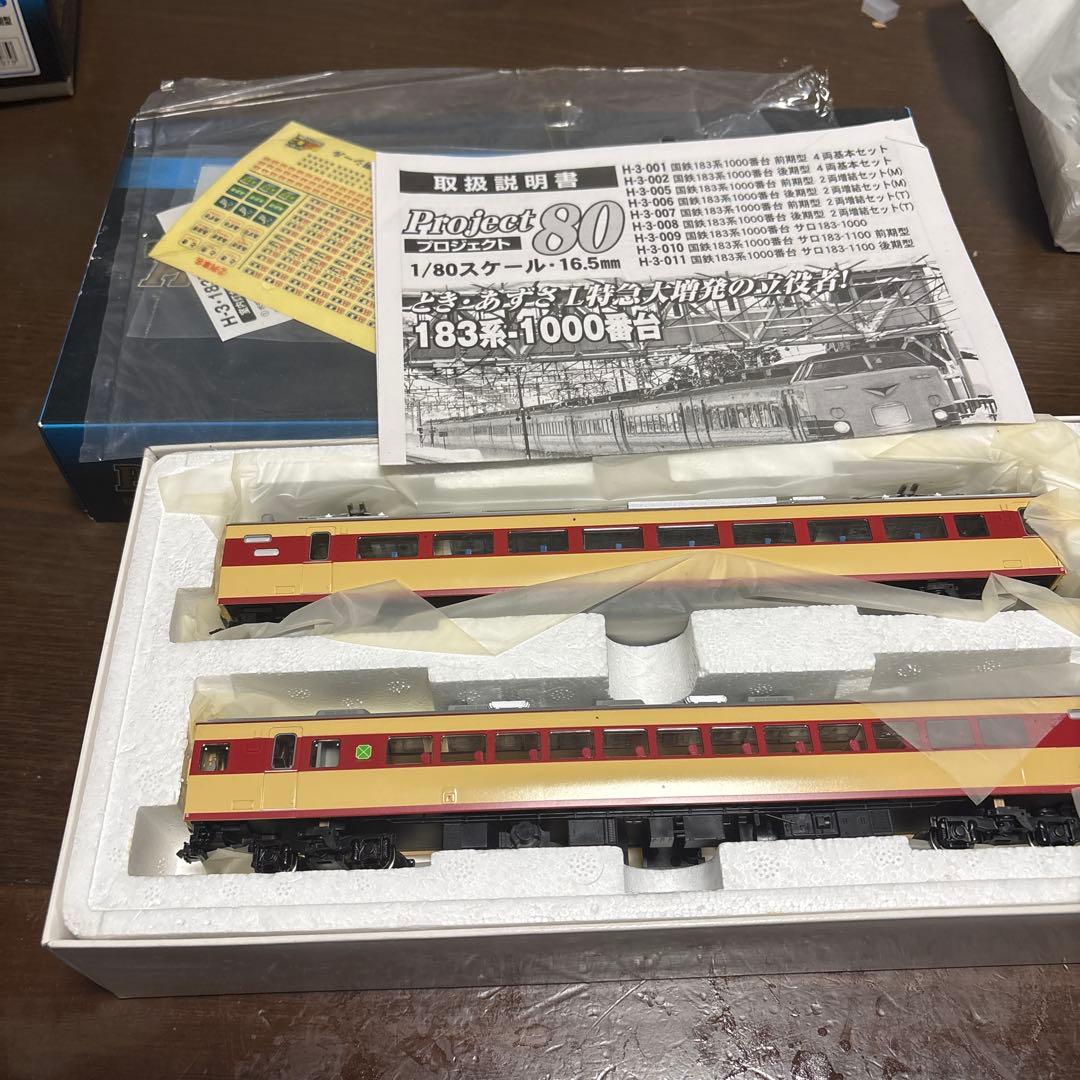 取扱説明書
Project 80
プロジェクト
1/80スケール・16.5mm
H-3-001 国鉄183系1000番台 前期型 4両基本セット
H-3-002 国鉄183系1000番台 後期型 4両基本セット
H-3-005 国鉄183系1000番台 前期型 2両増結セット(M)
H-3-006 国鉄183系1000番台 後期型 2両増結セット(M)
H-3-007 国鉄183系1000番台 前期型 2両増結セット(T)
H-3-008 国鉄183系1000番台 後期型 2両増結セット(T)
H-3-009 国鉄183系1000番台 サロ183-1000
H-3-010 国鉄183系1000番台 サロ183-1100 前期型
H-3-011 国鉄183系1000番台 サロ183-1100 後期型
とき・あずさ L特急大増発の立役者!
183系-1000番台
H-3-183